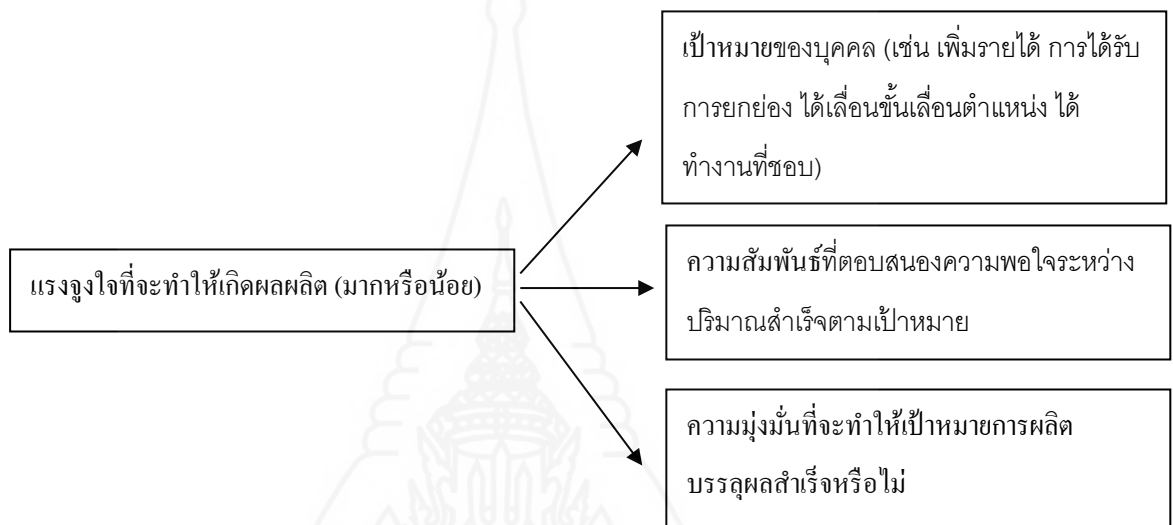 เป้าหมายของบุคคล (เช่น เพิ่มรายได้ การได้รับ
การยกย่อง ได้เลื่อนขั้นเลื่อนตำแหน่ง ได้
ทำงานที่ชอบ)
แรงจูงใจที่จะทำให้เกิดผลผลิต (มากหรือน้อย)
ความสัมพันธ์ที่ตอบสนองความพอใจระหว่าง
ปริมาณสำเร็จตามเป้าหมาย
ความมุ่งมั่นที่จะทำให้เป้าหมายการผลิต
บรรลุผลสำเร็จหรือไม่